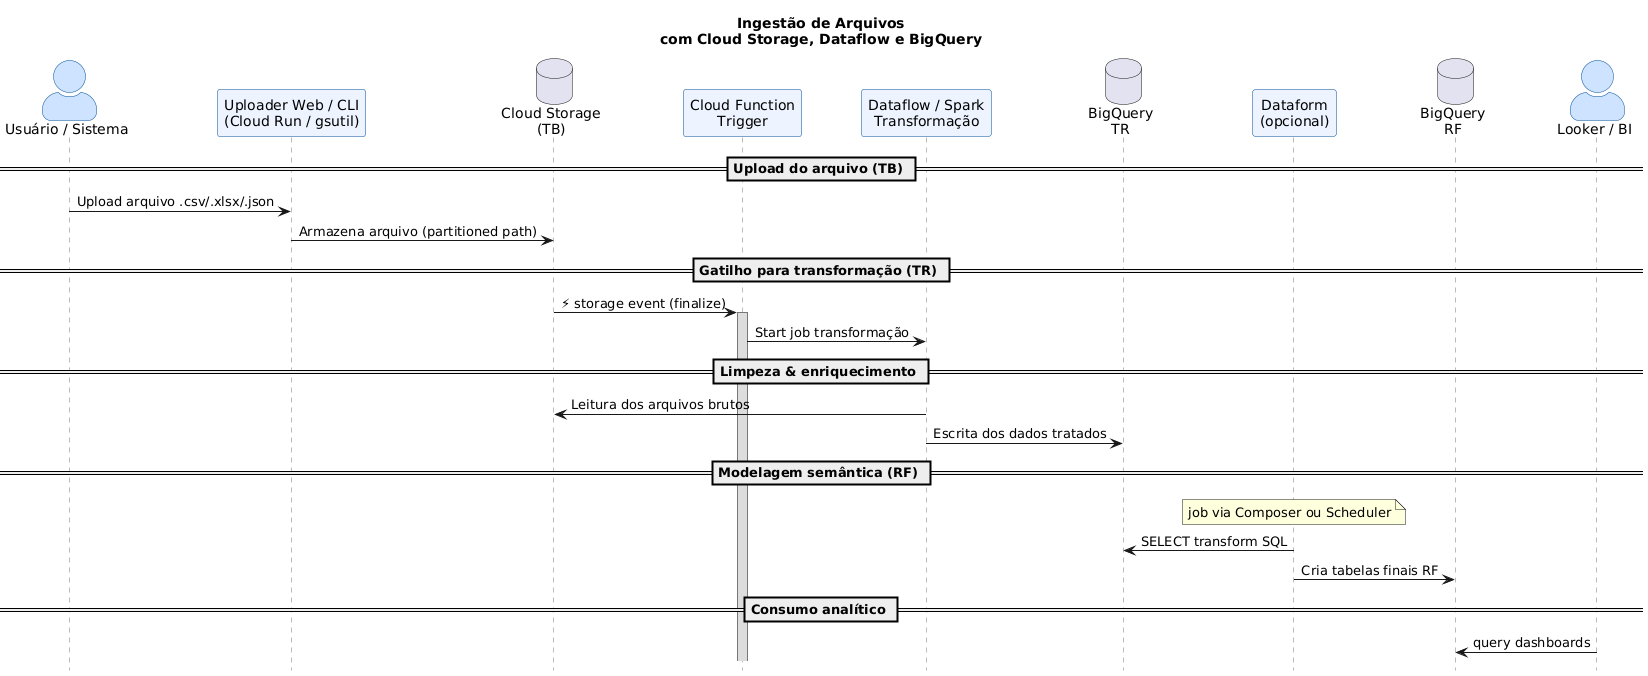 Ingestão de Arquivos
com Cloud Storage, Dataflow e BigQuery
Usuário / Sistema
Uploader Web / CLI
(Cloud Run / gsutil)
Cloud Storage
(TB)
Cloud Function
Trigger
Dataflow / Spark
Transformação
BigQuery
TR
Dataform
(opcional)
BigQuery
RF
Looker / BI
Upload do arquivo (TB)
Upload arquivo .csv/.xlsx/.json
Armazena arquivo (partitioned path)
Gatilho para transformação (TR)
⚡ storage event (finalize)
Start job transformação
Limpeza & enriquecimento
Leitura dos arquivos brutos
Escrita dos dados tratados
Modelagem semântica (RF)
job via Composer ou Scheduler
SELECT transform SQL
Cria tabelas finais RF
Consumo analítico
query dashboards